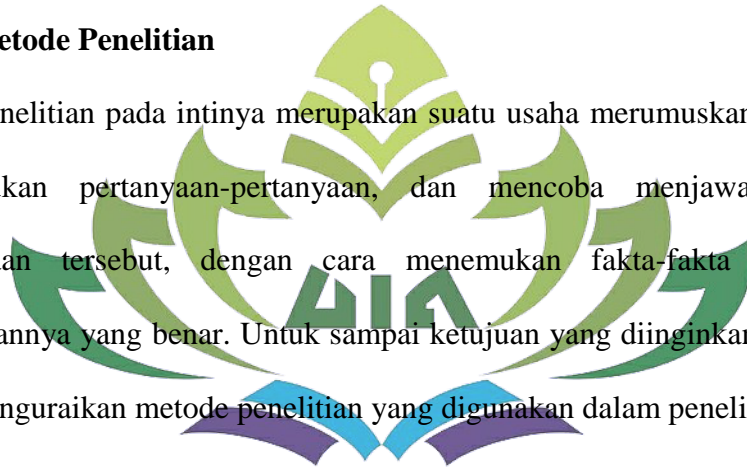 etode Penelitian
nelitian pada intinya merupakan suatu usaha merumuskan
kan pertanyaan-pertanyaan, dan mencoba menjawa
an tersebut, dengan cara menemukan fakta-fakta
annya yang benar. Untuk sampai ketujuan yang diinginkan
nguraikan metode penelitian yang digunakan dalam peneli
UIN